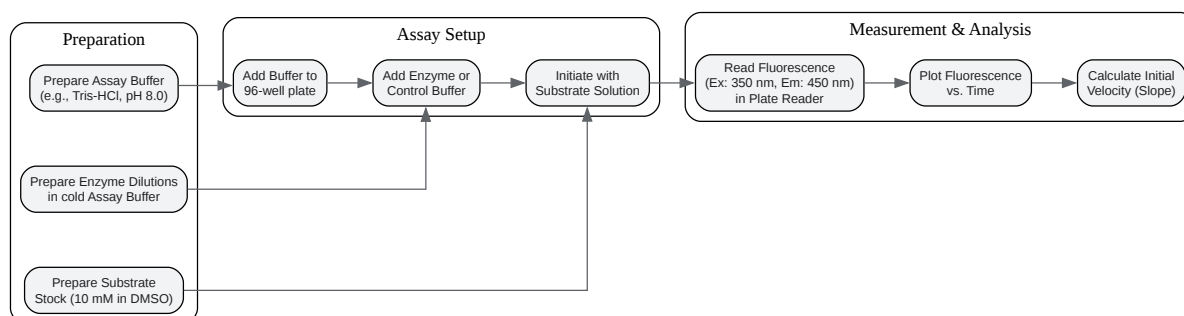 Preparation
Prepare Assay Buffer
(e.g., Tris-HCl, pH 8.0)
Prepare Enzyme Dilutions
in cold Assay Buffer
Prepare Substrate
Stock (10 mM in DMSO)
Assay Setup
Add Buffer to
96-well plate
Add Enzyme or
Control Buffer
Initiate with
Substrate Solution
Measurement & Analysis
Read Fluorescence
(Ex: 350 nm, Em: 450 nm)
in Plate Reader
Plot Fluorescence
vs. Time
Calculate Initial
Velocity (Slope)